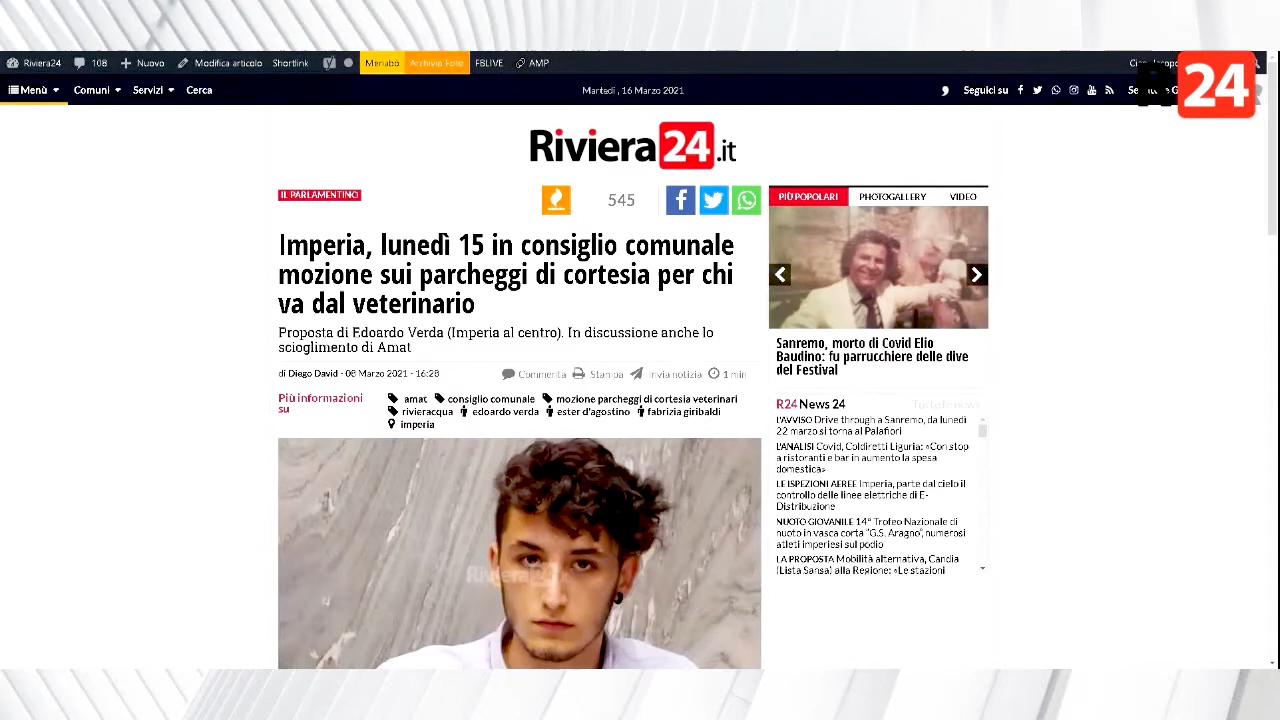 Riviera24 108 Nuovo Modifica articolo Shortlink Menabò Archivio Foto FBLIVE AMP
Menù Comuni Servizi Cerca Martedì , 16 Marzo 2021 Seguici su
24
Riviera24.it
IL PARLAMENTINO
545
Imperia, lunedì 15 in consiglio comunale
mozione sui parcheggi di cortesia per chi
va dal veterinario
Proposta di Edoardo Verda (Imperia al centro). In discussione anche lo
scioglimento di Amat
di Diego David - 08 Marzo 2021 - 16:28
Commenta Stampa Invia notizia 1 min
Più informazioni
su
amat consiglio comunale mozione parcheggi di cortesia veterinari
rivieracqua edoardo verda ester d'agostino fabrizia giribaldi
imperia
Riviera24
PIÙ POPOLARI PHOTOGALLERY VIDEO
Sanremo, morto di Covid Elio
Baudino: fu parrucchiere delle dive
del Festival
R24 News 24 Tutte le news
L'AVVISO Drive through a Sanremo, da lunedì
22 marzo si torna al Palafiori
L'ANALISI Covid, Coldiretti Liguria: «Con stop
a ristoranti e bar in aumento la spesa
domestica»
LE ISPEZIONI AEREE Imperia, parte dal cielo il
controllo delle linee elettriche di E-
Distribuzione
NUOTO GIOVANILE 14° Trofeo Nazionale di
nuoto in vasca corta "G.S. Aragno", numerosi
atleti imperiesi sul podio
LA PROPOSTA Mobilità alternativa, Candia
(Lista Sansa) alla Regione: «Le stazioni